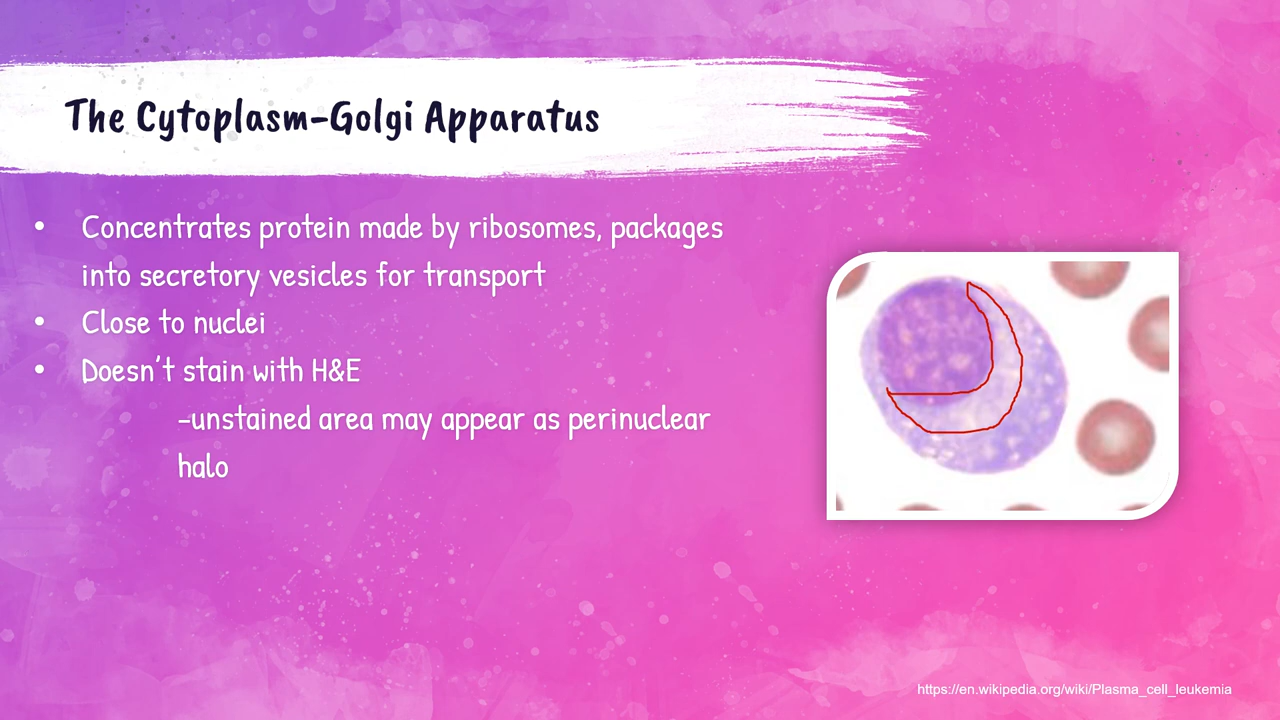 The Cytoplasm-Golgi Apparatus
• Concentrates protein made by ribosomes, packages
into secretory vesicles for transport
• Close to nuclei
• Doesn't stain with H&E
-unstained area may appear as perinuclear
halo
https://en.wikipedia.org/wiki/Plasma_cell_leukemia